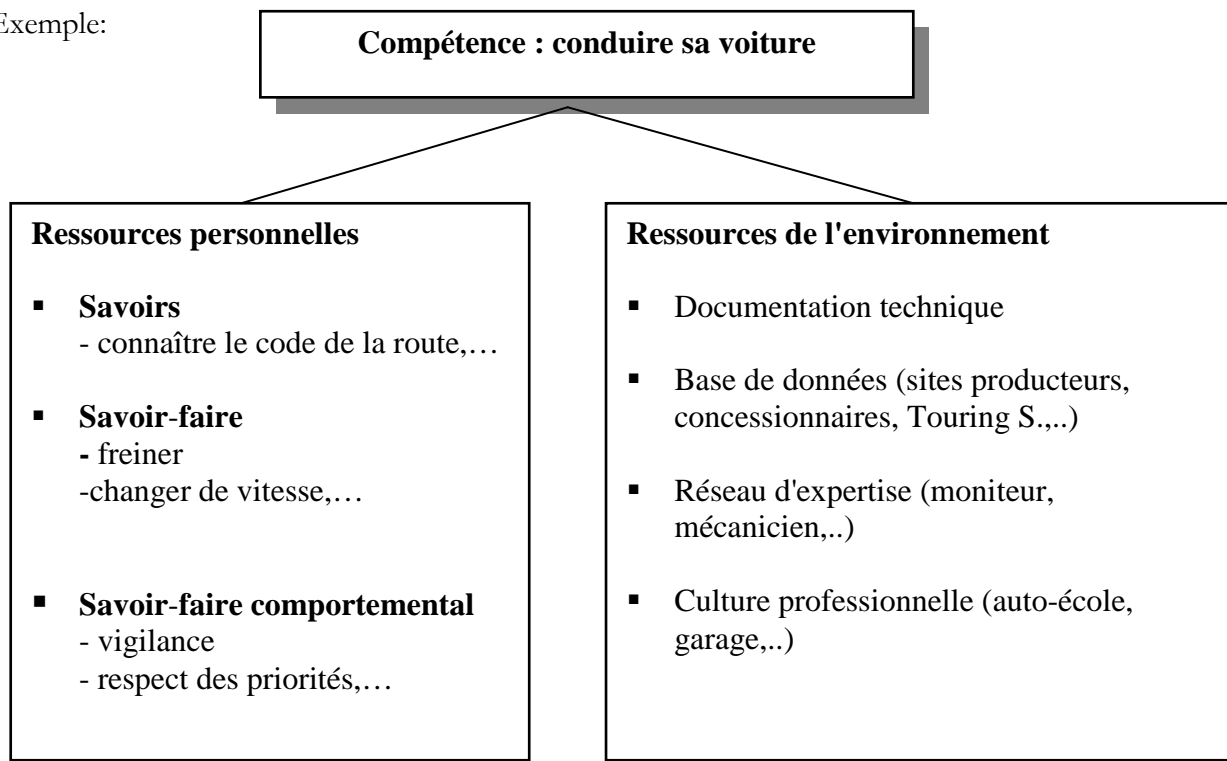 Exemple:
Compétence : conduire sa voiture
Ressources personnelles
▪ Savoirs
- connaître le code de la route,…
▪ Savoir-faire
- freiner
-changer de vitesse,…
▪ Savoir-faire comportemental
- vigilance
- respect des priorités,…
Ressources de l'environnement
▪ Documentation technique
▪ Base de données (sites producteurs,
concessionnaires, Touring S.,..)
▪ Réseau d'expertise (moniteur,
mécanicien,..)
▪ Culture professionnelle (auto-école,
garage,..)